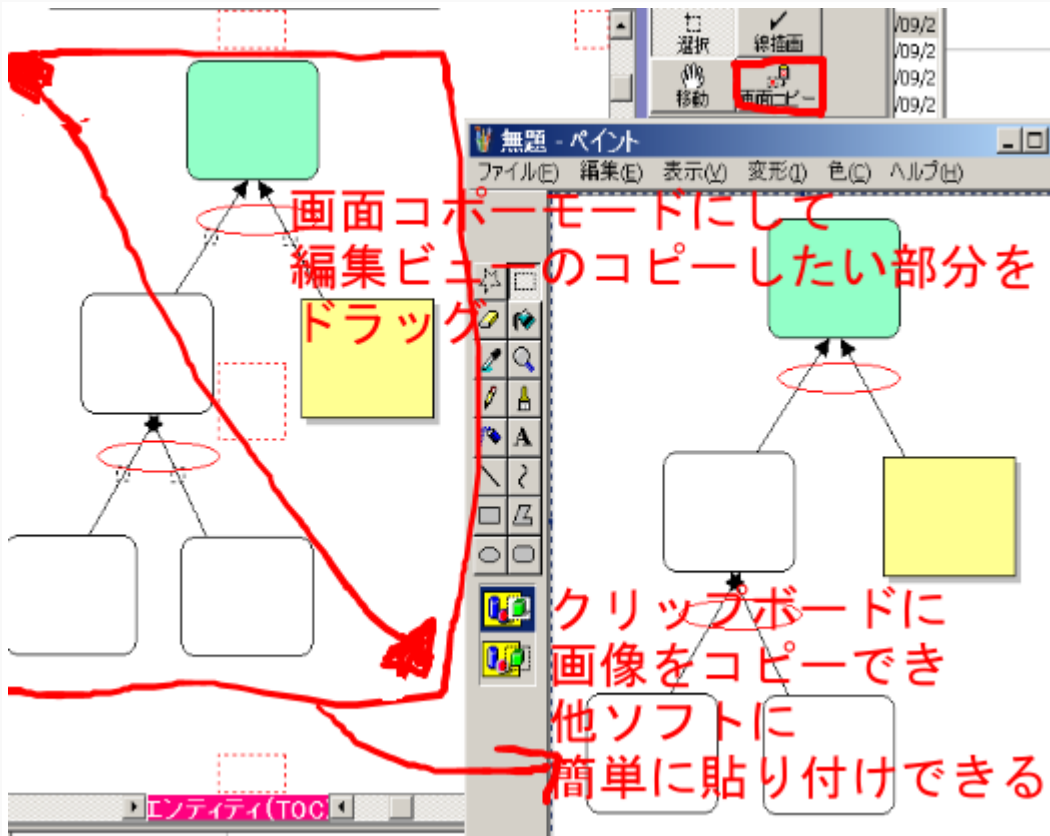 選択
線描画
移動
画面コピー
/09/2
/09/2
/09/2
/09/2
無題 - ペイント
ファイル(F) 編集(E) 表示(V) 変形(I) 色(C) ヘルプ(H)
画面コポーモードにして
編集ビューのコピーしたい部分を
ドラッグ
A
クリップボードに
画像をコピーでき
他ソフトに
簡単に貼り付けできる
エンティティ(TOC